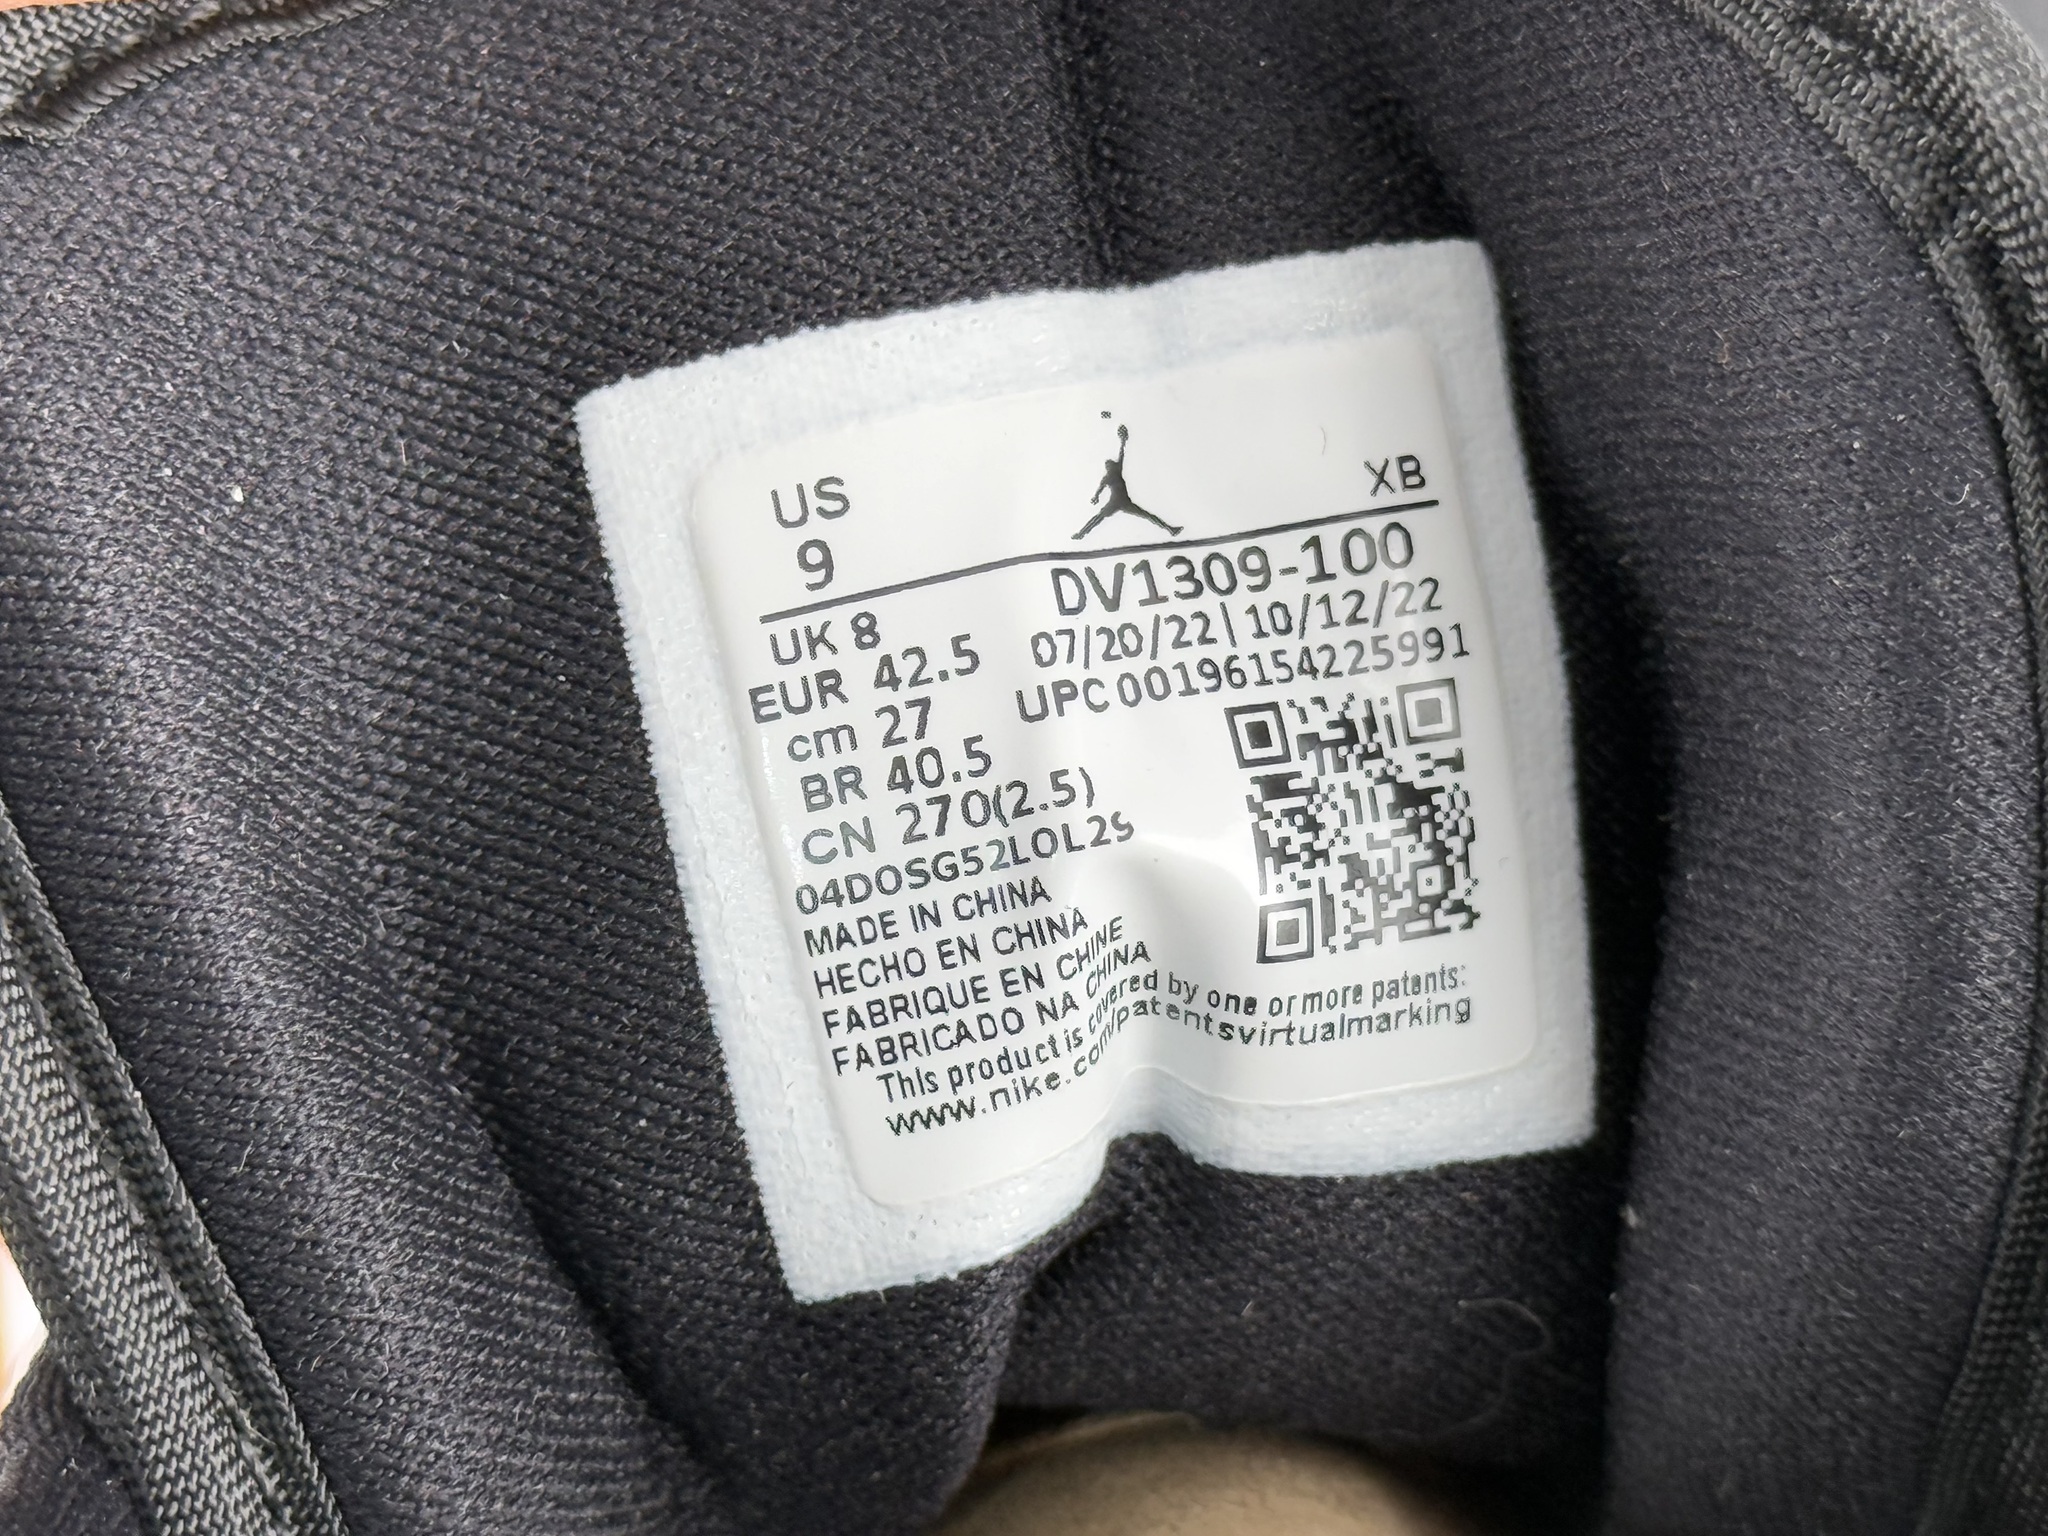 US
XB
9
DV1309-100
UK 8
07/20/22|10/12/22
EUR 42.5
UPC 00196154225991
cm 27
BR 40.5
CN 270(2.5)
04DOSG52LOL2S
MADE IN CHINA
HECHO EN CHINA
FABRIQUE EN CHINE
FABRICADO NA CHINA
This product is covered by one or more patents:
www.nike.com/patentsvirtualmarking